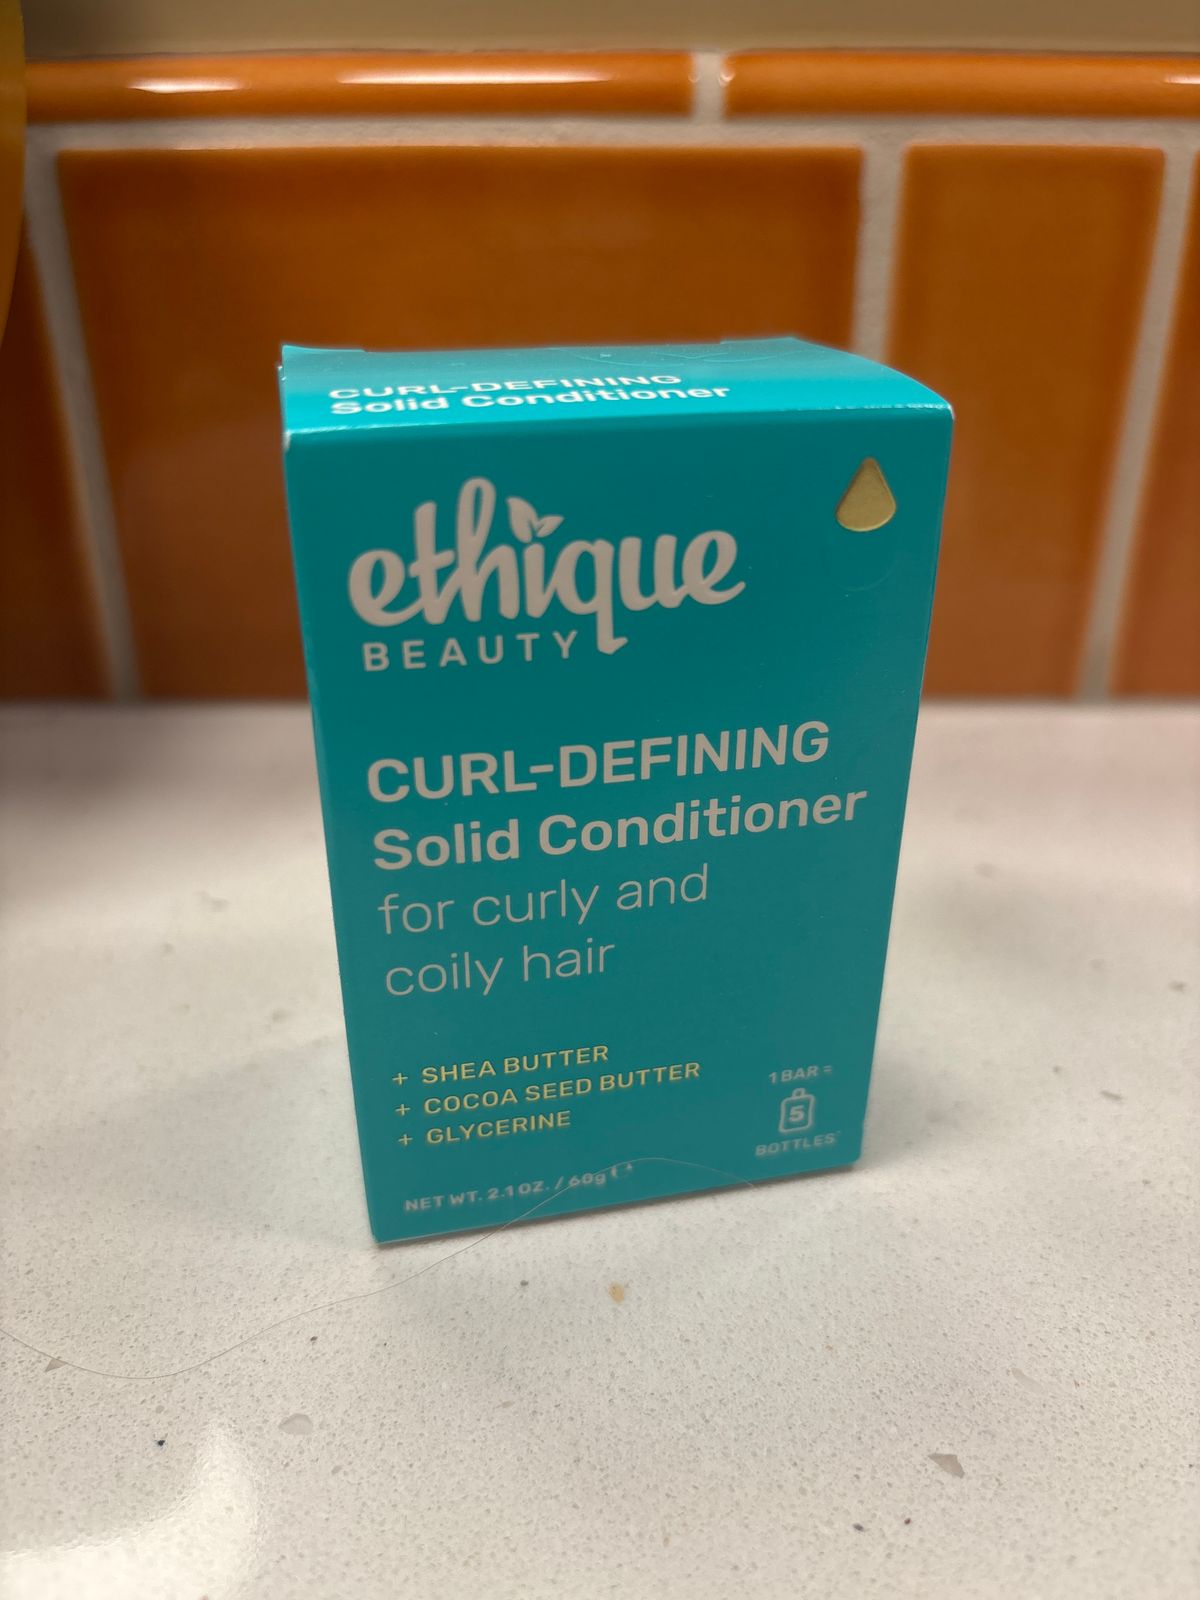 CURL-DEFINING
Solid Conditioner
ethique
BEAUTY
CURL-DEFINING
Solid Conditioner
for curly and
coily hair
+ SHEA BUTTER
+ COCOA SEED BUTTER
+ GLYCERINE
1 BAR =
5
BOTTLES*
NET WT. 2.1 OZ. / 60g ℮